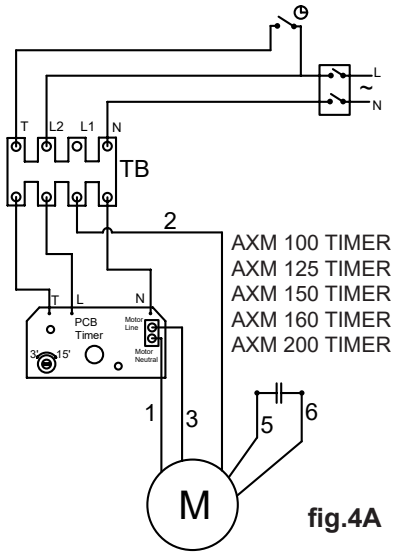 L
~
N
T L2 L1 N
TB
2
AXM 100 TIMER
AXM 125 TIMER
AXM 150 TIMER
AXM 160 TIMER
AXM 200 TIMER
T L N
PCB
Timer
Motor
Line
Motor
Neutral
3' 15'
1 3
5 6
M
fig.4A